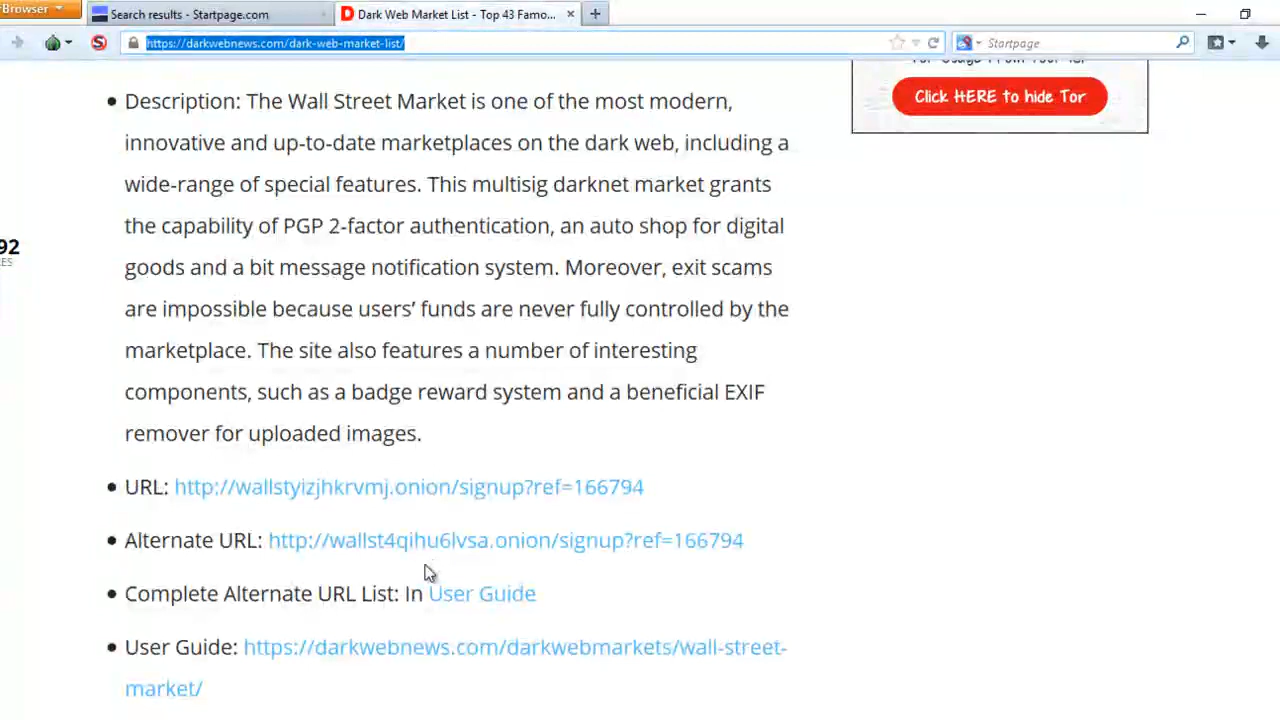 Browser
Search results - Startpage.com
Dark Web Market List - Top 43 Famo...
https://darkwebnews.com/dark-web-market-list/
Startpage
Click HERE to hide Tor
• Description: The Wall Street Market is one of the most modern,
innovative and up-to-date marketplaces on the dark web, including a
wide-range of special features. This multisig darknet market grants
the capability of PGP 2-factor authentication, an auto shop for digital
92
goods and a bit message notification system. Moreover, exit scams
are impossible because users’ funds are never fully controlled by the
marketplace. The site also features a number of interesting
components, such as a badge reward system and a beneficial EXIF
remover for uploaded images.
• URL: http://wallstyizjhkrvmj.onion/signup?ref=166794
• Alternate URL: http://wallst4qihu6lvsa.onion/signup?ref=166794
• Complete Alternate URL List: In User Guide
• User Guide: https://darkwebnews.com/darkwebmarkets/wall-street-
market/